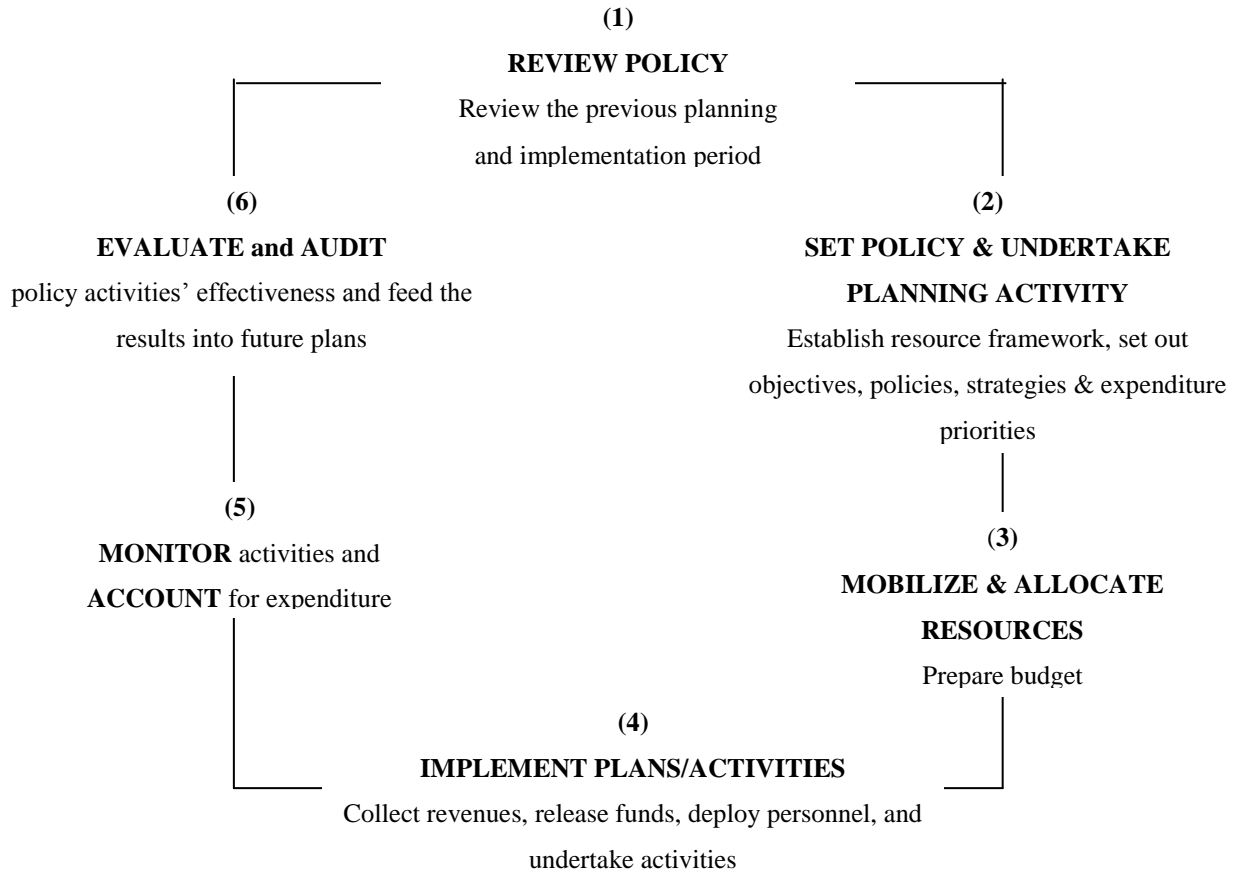 (1)
REVIEW POLICY
Review the previous planning
and implementation period
(2)
SET POLICY & UNDERTAKE
PLANNING ACTIVITY
Establish resource framework, set out
objectives, policies, strategies & expenditure
priorities
(3)
MOBILIZE & ALLOCATE
RESOURCES
Prepare budget
(4)
IMPLEMENT PLANS/ACTIVITIES
Collect revenues, release funds, deploy personnel, and
undertake activities
(5)
MONITOR activities and
ACCOUNT for expenditure
(6)
EVALUATE and AUDIT
policy activities’ effectiveness and feed the
results into future plans